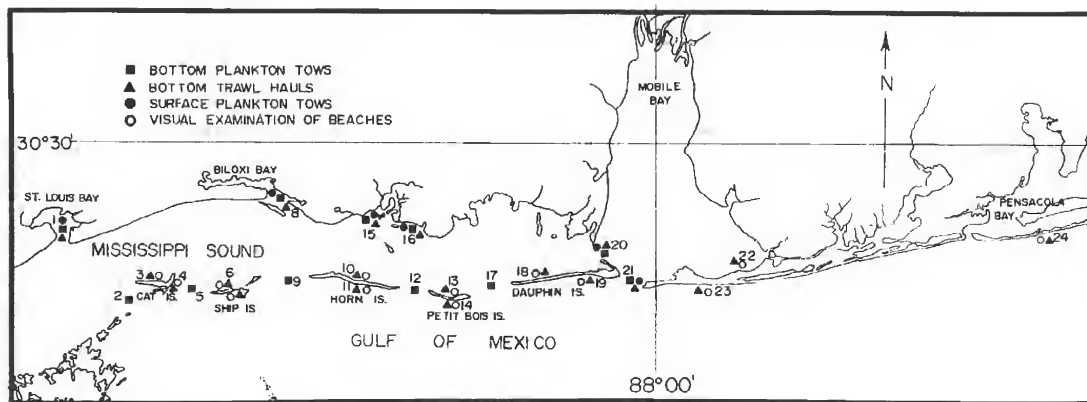 BOTTOM PLANKTON TOWS
BOTTOM TRAWL HAULS
SURFACE PLANKTON TOWS
VISUAL EXAMINATION OF BEACHES
N
MOBILE
BAY
30°30'
BILOXI BAY
ST. LOUIS BAY
PENSACOLA
BAY
1
8
15
16
20
24
MISSISSIPPI SOUND
22
3
4
6
10
13
17
18
21
2
CAT IS.
5
SHIP IS
9
HORN IS.
11
12
14
PETIT BOIS IS.
DAUPHIN IS.
19
23
GULF OF MEXICO
88°00'